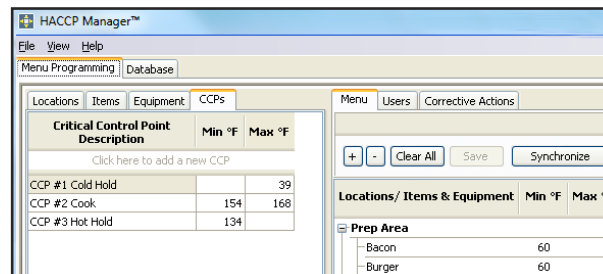 HACCP Manager™
File View Help
Menu Programming Database
Locations Items Equipment CCPs
Critical Control Point Description Min °F Max °F
Click here to add a new CCP
CCP #1 Cold Hold 39
CCP #2 Cook 154 168
CCP #3 Hot Hold 134
Menu Users Corrective Actions
+ - Clear All Save Synchronize
Locations/ Items & Equipment Min °F Max °
Prep Area
Bacon 60
Burger 60